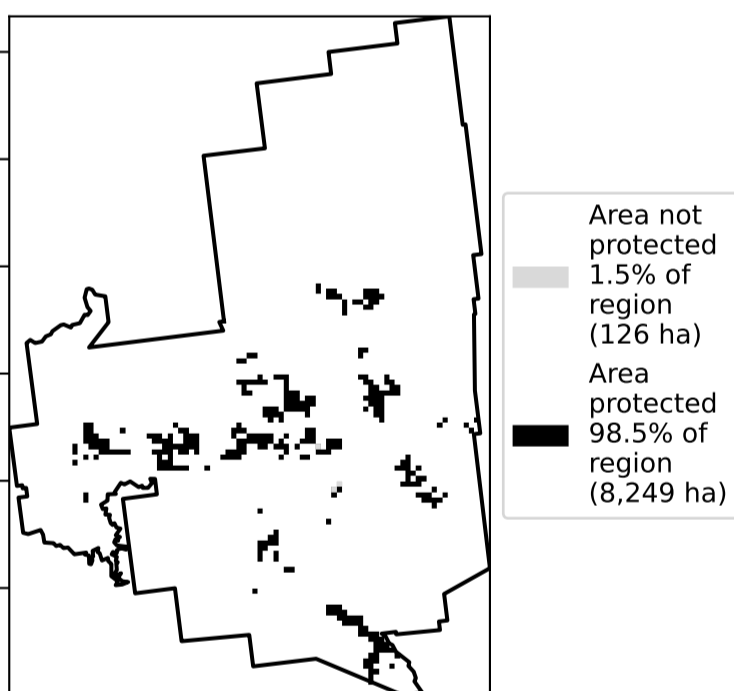 Area not
protected
1.5% of
region
(126 ha)
Area
protected
98.5% of
region
(8,249 ha)